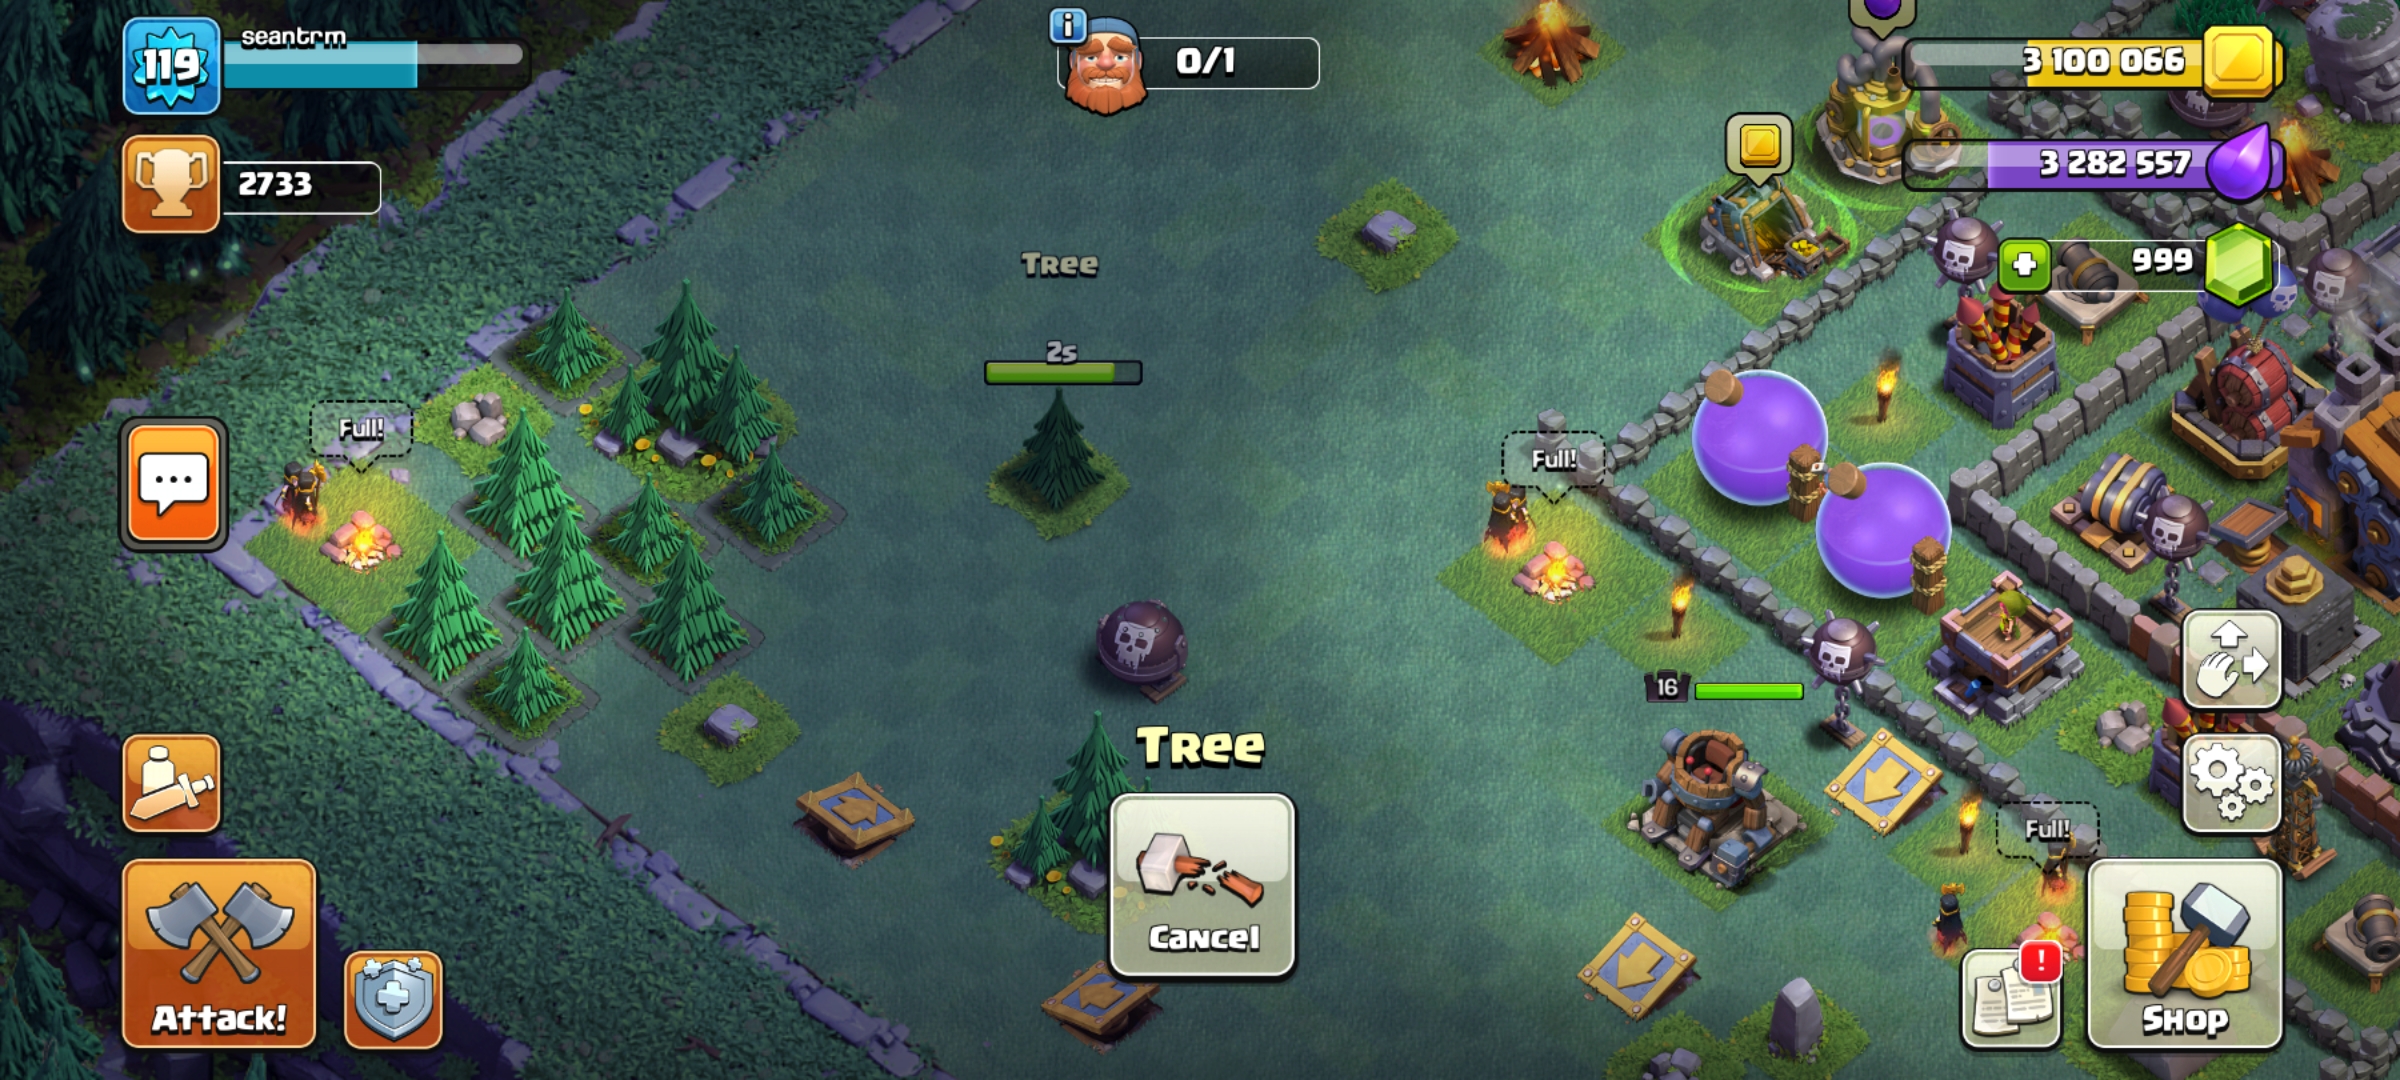 119
seantrm
0/1
3 100 066
2733
3 282 557
999
Tree
2s
Full!
Full!
16
Tree
Full!
Cancel
Attack!
Shop